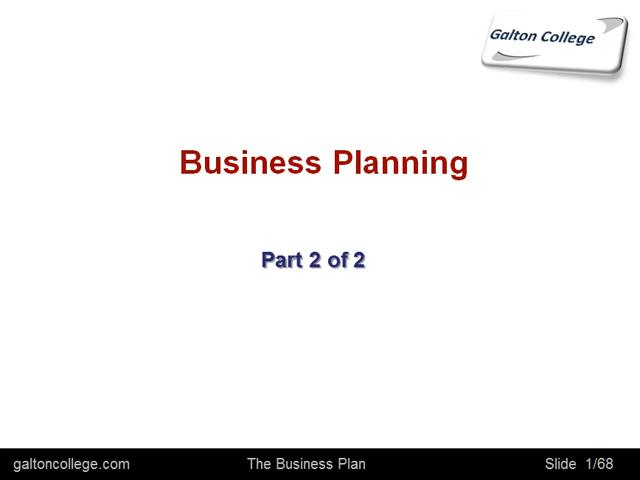 Galton College
Business Planning
Part 2 of 2
galtoncollege.com The Business Plan Slide 1/68